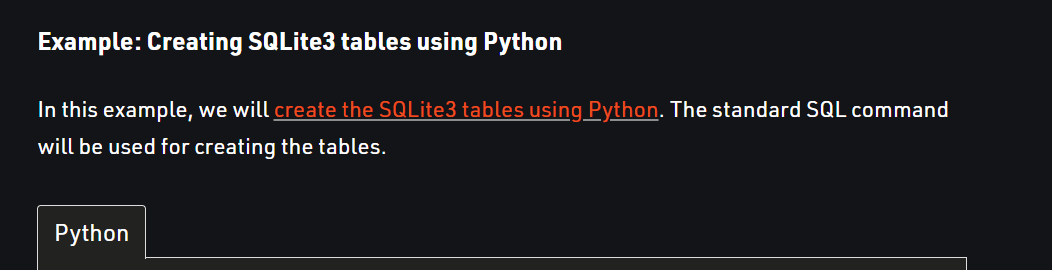 Example: Creating SQLite3 tables using Python
In this example, we will create the SQLite3 tables using Python. The standard SQL command
will be used for creating the tables.
Python